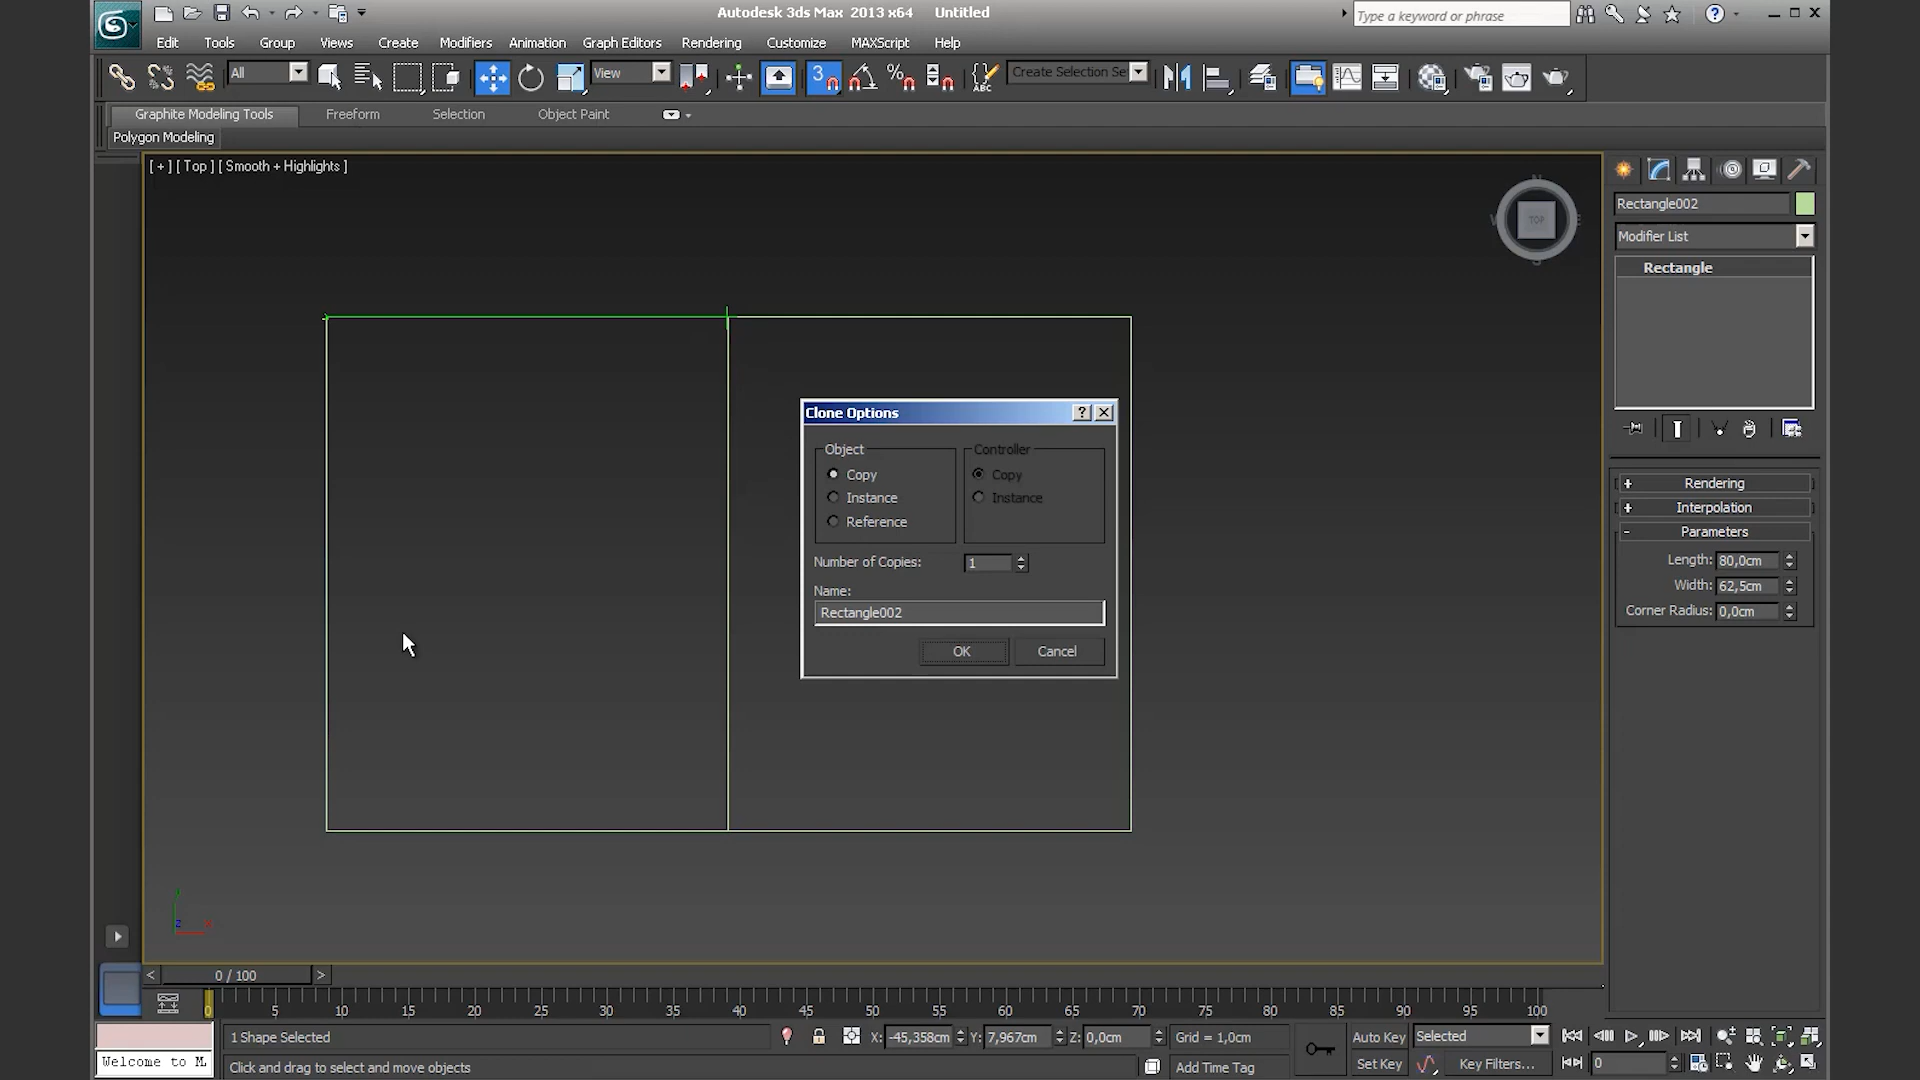 Autodesk 3ds Max 2013 x64 Untitled
Type a keyword or phrase
Edit Tools Group Views Create Modifiers Animation Graph Editors Rendering Customize MAXScript Help
All View 3 % ABC Create Selection Se
Graphite Modeling Tools Freeform Selection Object Paint
Polygon Modeling
[ + ] [ Top ] [ Smooth + Highlights ]
TOP
Rectangle002
Modifier List
Rectangle
Clone Options
Object Controller
Copy Copy
Instance Instance
Reference
Number of Copies: 1
Name:
Rectangle002
OK Cancel
+ Rendering
+ Interpolation
- Parameters
Length: 80,0cm
Width: 62,5cm
Corner Radius: 0,0cm
< 0 / 100 >
0 5 10 15 20 25 30 35 40 45 50 55 60 65 70 75 80 85 90 95 100
1 Shape Selected X: -45,358cm Y: 7,967cm Z: 0,0cm Grid = 1,0cm Auto Key Selected
Welcome to M. Click and drag to select and move objects Add Time Tag Set Key Key Filters... 0